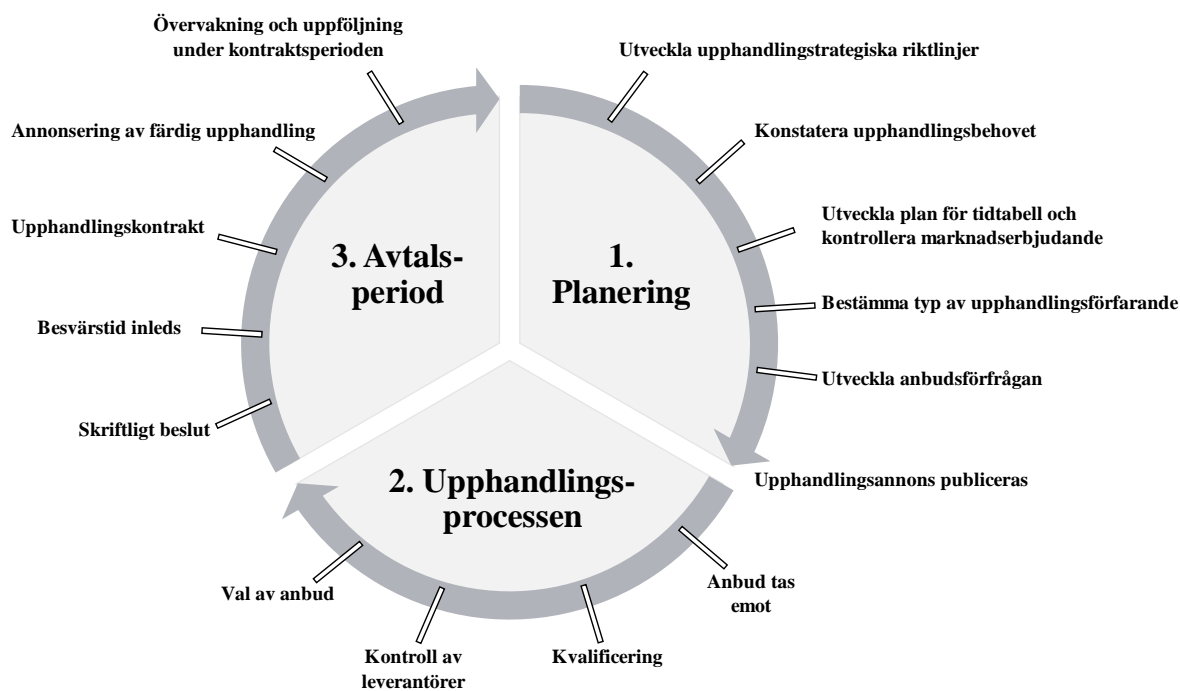 Övervakning och uppföljning
under kontraktsperioden
Utveckla upphandlingstrategiska riktlinjer
Annonsering av färdig upphandling
Konstatera upphandlingsbehovet
Upphandlingskontrakt
Utveckla plan för tidtabell och
kontrollera marknadserbjudande
3. Avtals-
period
1.
Planering
Bestämma typ av upphandlingsförfarande
Besvärstid inleds
Utveckla anbudsförfrågan
Skriftligt beslut
2. Upphandlings-
processen
Upphandlingsannons publiceras
Val av anbud
Anbud tas
emot
Kontroll av
leverantörer
Kvalificering